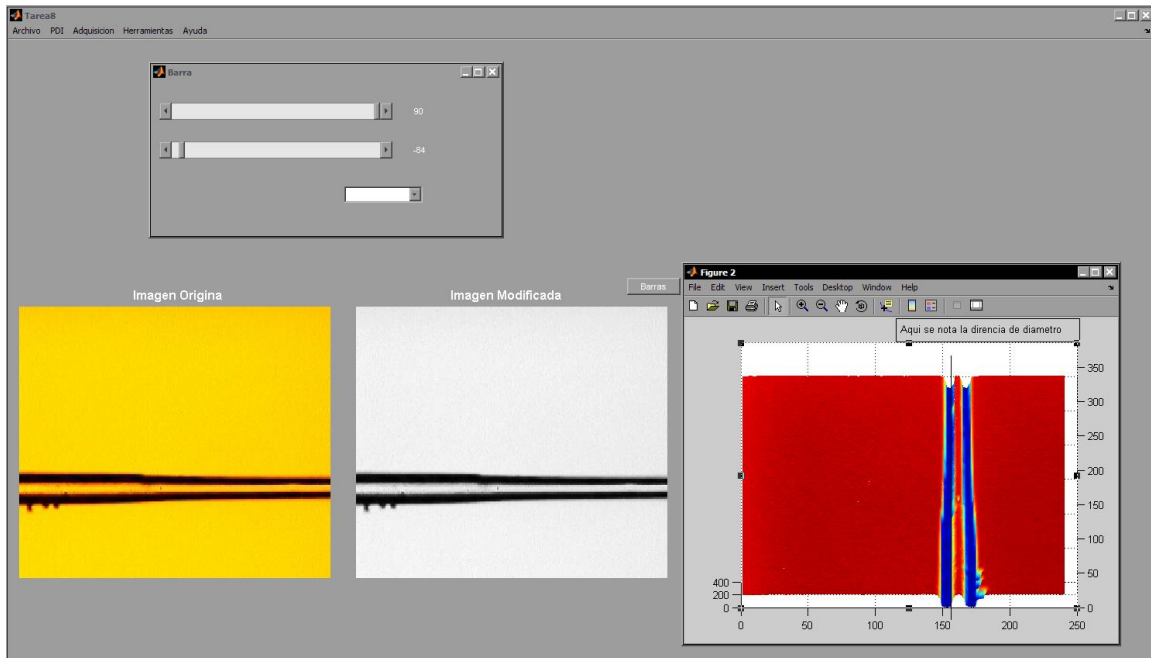 Tarea8
Archivo PDI Adquisicion Herramientas Ayuda
Barra
90
-84
Imagen Origina
Imagen Modificada
Barras
Figure 2
File Edit View Insert Tools Desktop Window Help
Aqui se nota la direncia de diametro
350
300
250
200
150
100
50
0
400
200
0
0 50 100 150 200 250